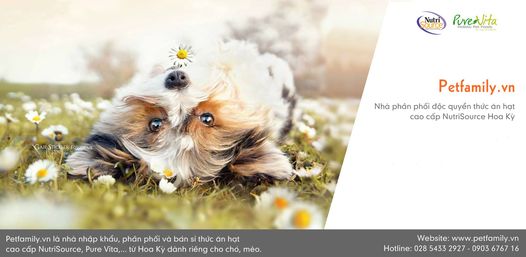 Nutri
Source
PureVita
Petfamily.vn
Nhà phân phối độc quyền thức ăn hạt
cao cấp NutriSource Hoa Kỳ
Petfamily.vn là nhà nhập khẩu, phân phối và bán sỉ thức ăn hạt
cao cấp NutriSource, Pure Vita,... từ Hoa Kỳ dành riêng cho chó, mèo.
Website: www.petfamily.vn
Hotline: 028 5433 2927 - 0903 6767 16